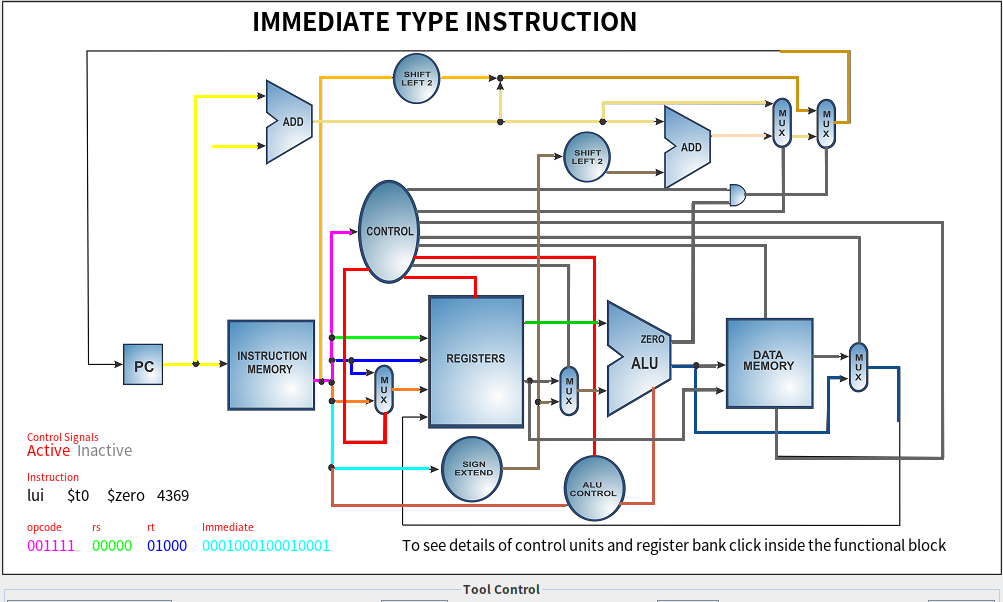 IMMEDIATE TYPE INSTRUCTION
SHIFT
LEFT 2
ADD
M
U
X
M
U
X
SHIFT
LEFT 2
ADD
CONTROL
PC
INSTRUCTION
MEMORY
REGISTERS
M
U
X
M
U
X
ZERO
ALU
DATA
MEMORY
M
U
X
SIGN
EXTEND
ALU
CONTROL
Control Signals
Active Inactive
Instruction
lui $t0 $zero 4369
opcode rs rt Immediate
001111 00000 01000 0001000100010001
To see details of control units and register bank click inside the functional block
Tool Control